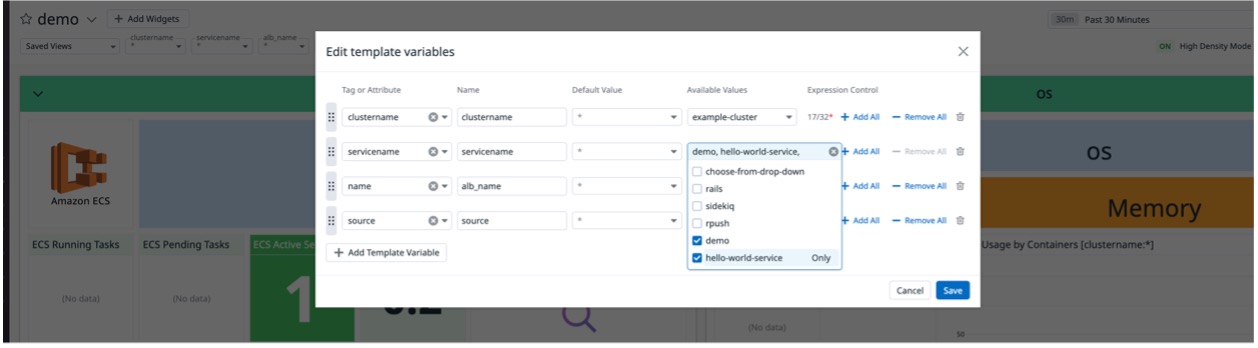 demo
+ Add Widgets
30m Past 30 Minutes
Saved Views
clustername
*
servicename
*
alb_name
*
ON High Density Mode
Edit template variables
Tag or Attribute Name Default Value Available Values Expression Control
clustername clustername * example-cluster 17/32* + Add All — Remove All
servicename servicename * demo, hello-world-service, + Add All — Remove All
choose-from-drop-down
name alb_name * rails + Add All — Remove All
sidekiq
source source * rpush + Add All — Remove All
demo
+ Add Template Variable hello-world-service Only
Cancel Save
OS
OS
Memory
Amazon ECS
ECS Running Tasks ECS Pending Tasks ECS Active Se
Usage by Containers [clustername:*]
(No data) (No data) 1
(No data)
50